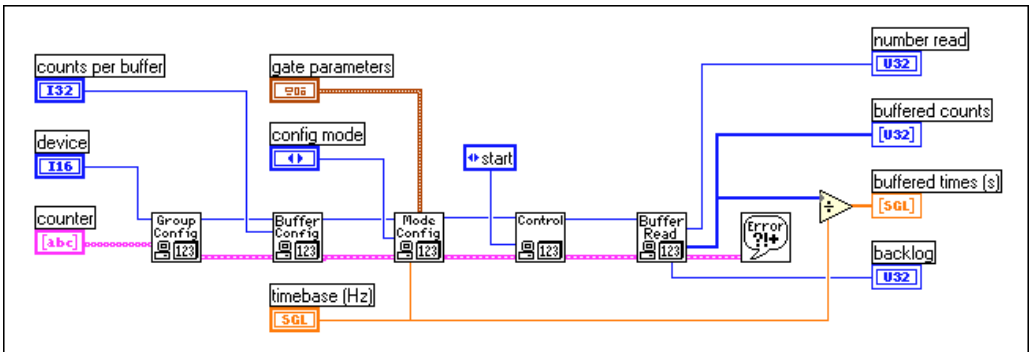 number read
U32
counts per buffer
I32
gate parameters
buffered counts
[U32]
device
I16
config mode
start
buffered times (s)
[SGL]
counter
[abc]
Group
Config
123
Buffer
Config
123
Mode
Config
123
Control
123
Buffer
Read
123
Error
?!+
÷
timebase (Hz)
SGL
backlog
U32